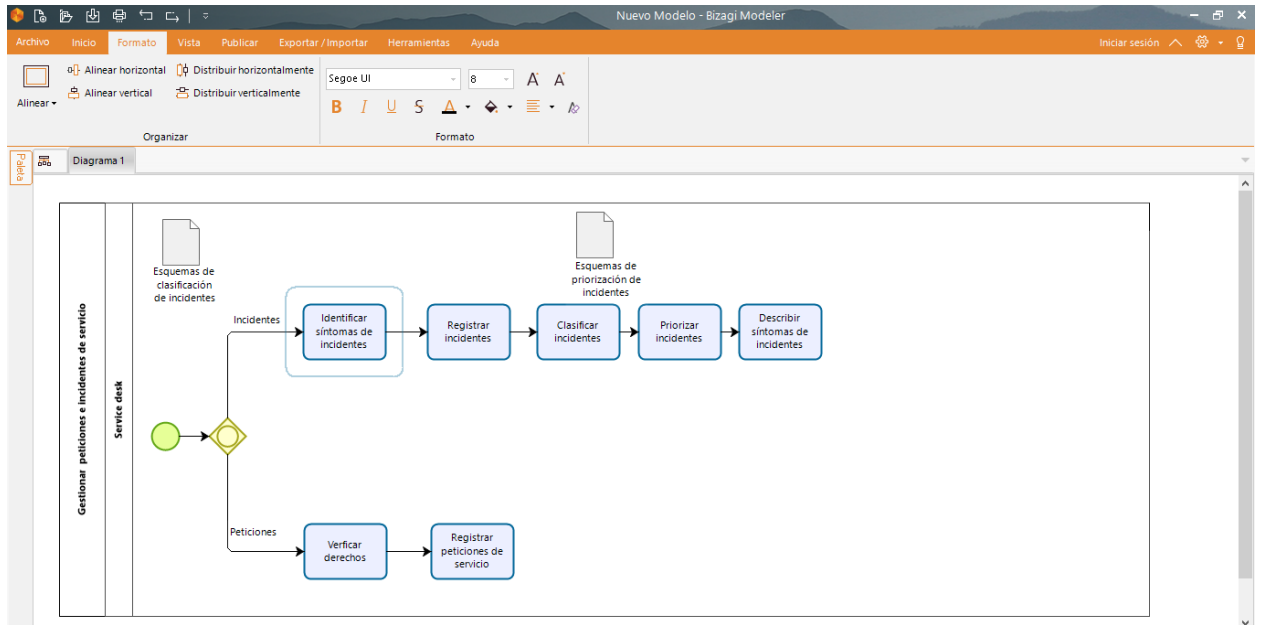 Nuevo Modelo - Bizagi Modeler
Archivo Inicio Formato Vista Publicar Exportar / Importar Herramientas Ayuda Iniciar sesión
Alinear horizontal Distribuir horizontalmente
Alinear vertical Distribuir verticalmente
Alinear
Segoe UI 8 A A
B I U S A
Organizar Formato
Paleta
Diagrama 1
Gestionar peticiones e incidentes de servicio
Service desk
Esquemas de
clasificación
de incidentes
Esquemas de
priorización de
incidentes
Incidentes
Identificar
síntomas de
incidentes
Registrar
incidentes
Clasificar
incidentes
Priorizar
incidentes
Describir
síntomas de
incidentes
Peticiones
Verficar
derechos
Registrar
peticiones de
servicio